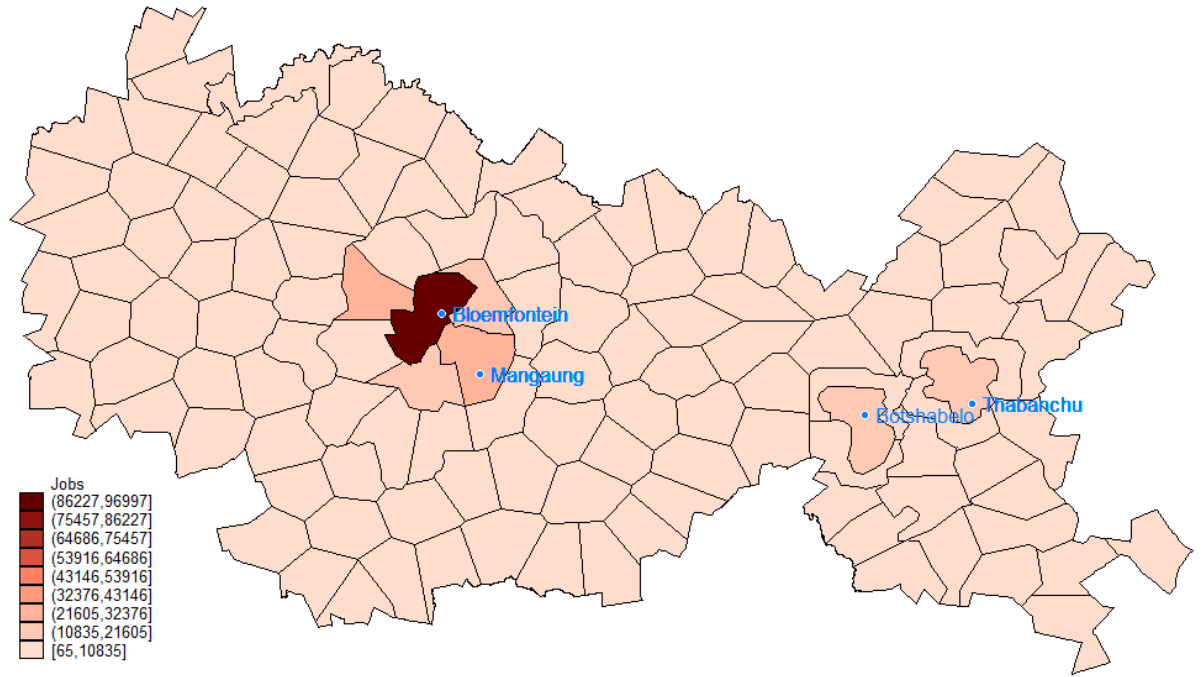 Bloemfontein
Mangaung
Botshabelo
Thabanchu
Jobs
(86227,96997]
(75457,86227]
(64686,75457]
(53916,64686]
(43146,53916]
(32376,43146]
(21605,32376]
(10835,21605]
[65,10835]